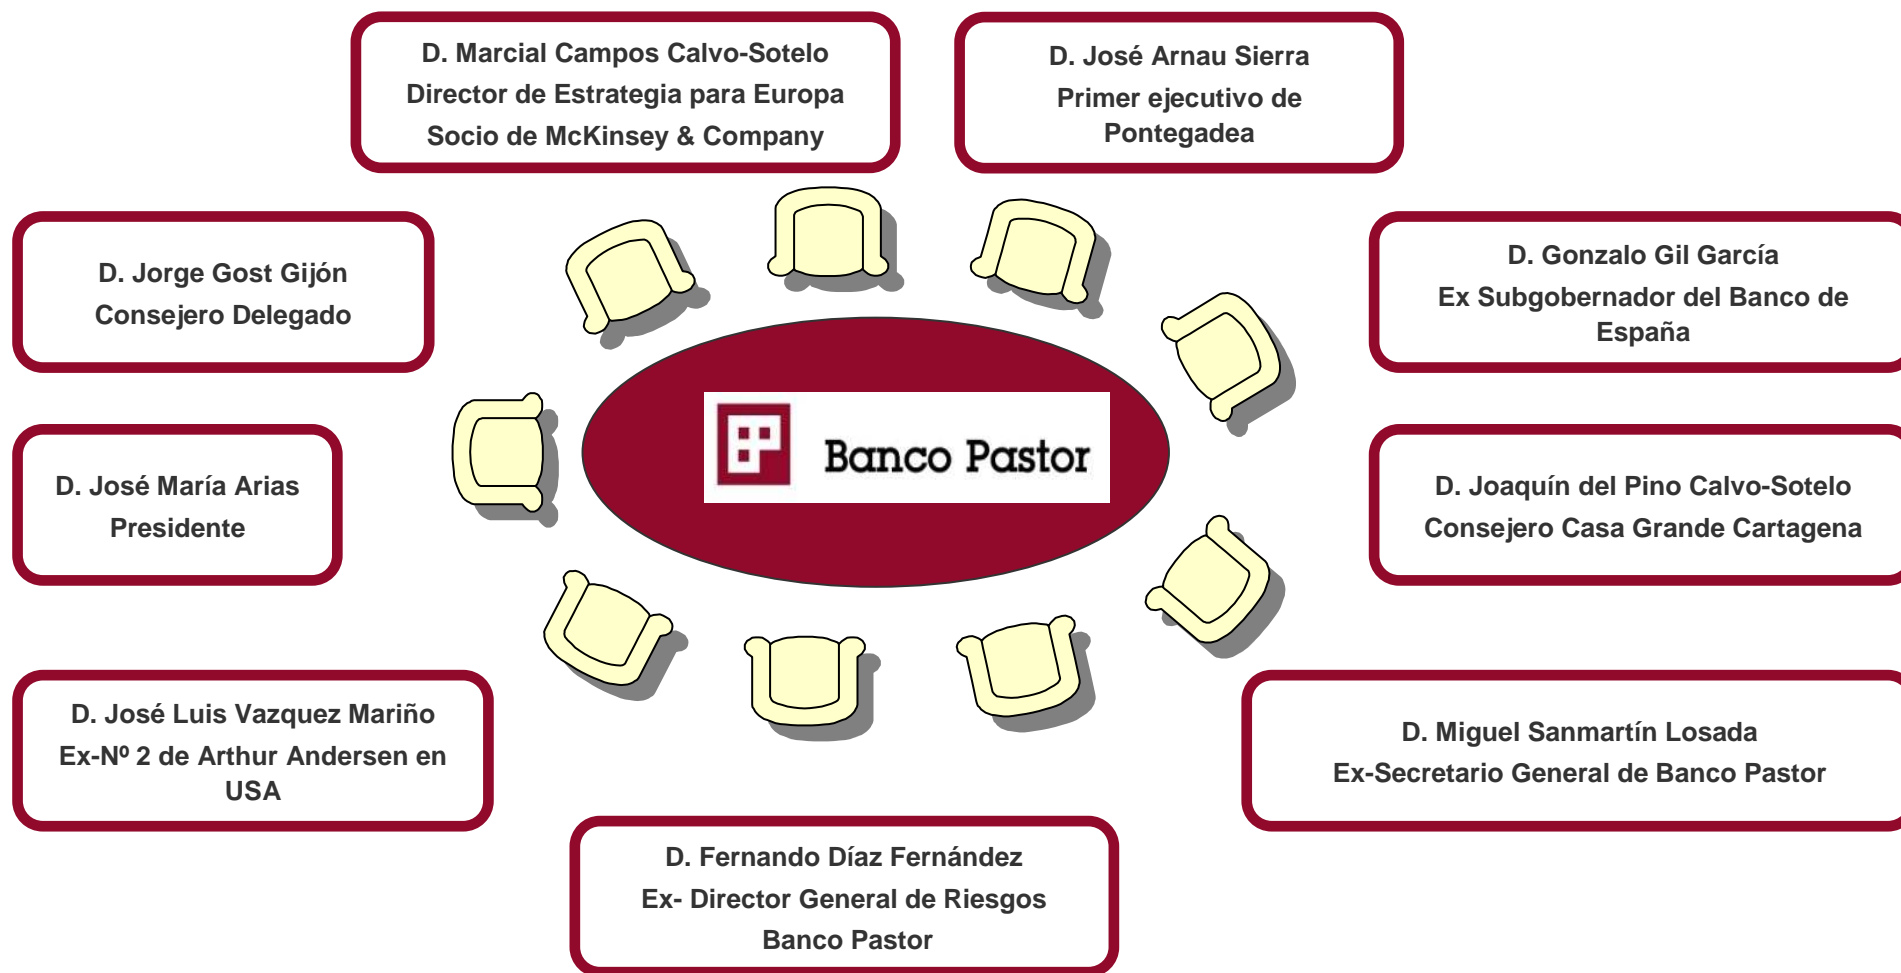 D. Marcial Campos Calvo-Sotelo
Director de Estrategia para Europa
Socio de McKinsey & Company
D. José Arnau Sierra
Primer ejecutivo de
Pontegadea
D. Jorge Gost Gijón
Consejero Delegado
D. Gonzalo Gil García
Ex Subgobernador del Banco de
España
Banco Pastor
D. José María Arias
Presidente
D. Joaquín del Pino Calvo-Sotelo
Consejero Casa Grande Cartagena
D. José Luis Vazquez Mariño
Ex-Nº 2 de Arthur Andersen en
USA
D. Miguel Sanmartín Losada
Ex-Secretario General de Banco Pastor
D. Fernando Díaz Fernández
Ex- Director General de Riesgos
Banco Pastor